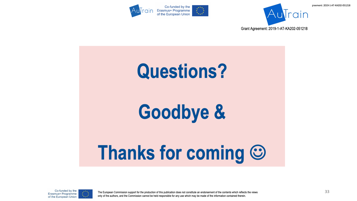 AuTrain
Co-funded by the
Erasmus+ Programme
of the European Union
AuTrain
Grant Agreement: 2019-1-AT-KA202-051218
Questions?
Goodbye &
Thanks for coming ☺
Co-funded by the
Erasmus+ Programme
of the European Union
The European Commission support for the production of this publication does not constitute an endorsement of the contents which reflects the views
only of the authors, and the Commission cannot be held responsible for any use which may be made of the information contained therein.